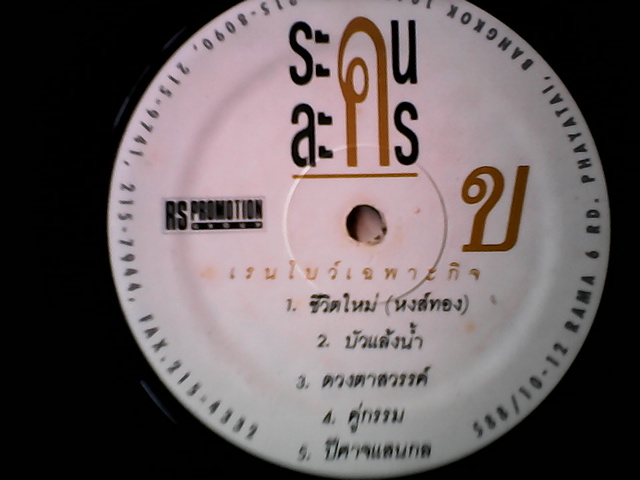 ระคน
ละคร
ข
RS PROMOTION
GROUP
เรนโบว์เฉพาะกิจ
1. ชีวิตใหม่ (หงส์ทอง)
2. บัวแล้งน้ำ
3. ดวงตาสวรรค์
4. คู่กรรม
5. ปีศาจแสนกล
588/10-12 RAMA 6 RD. PHAYATAI, BANGKOK
215-8090, 215-9741, 215-7944, FAX.215-4332